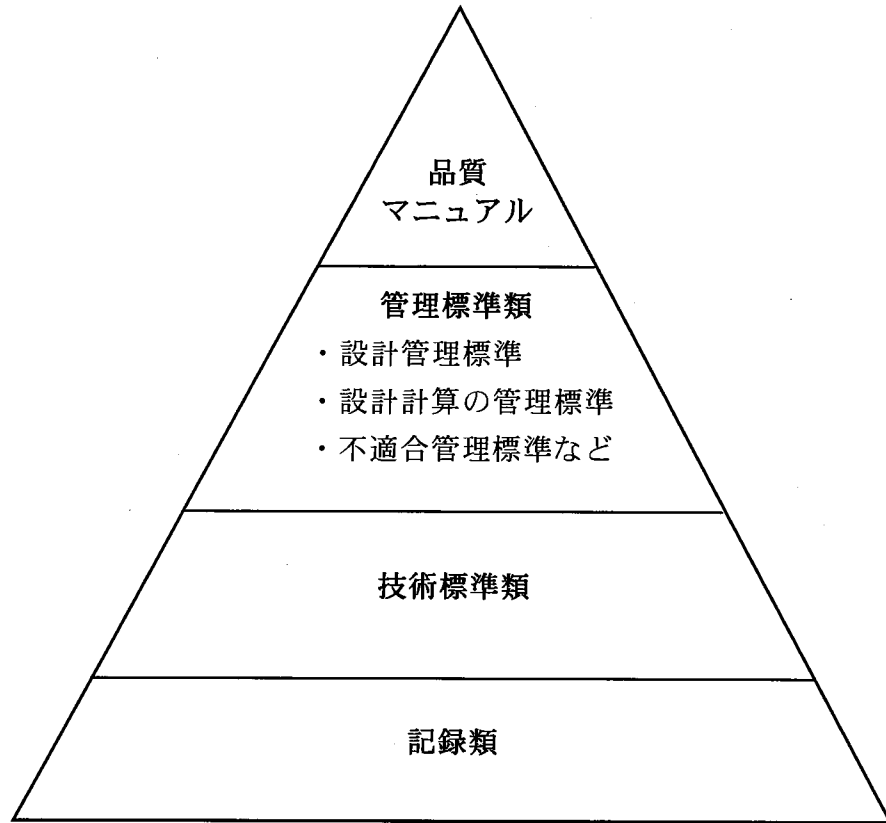 品質
マニュアル
管理標準類
・設計管理標準
・設計計算の管理標準
・不適合管理標準など
技術標準類
記録類